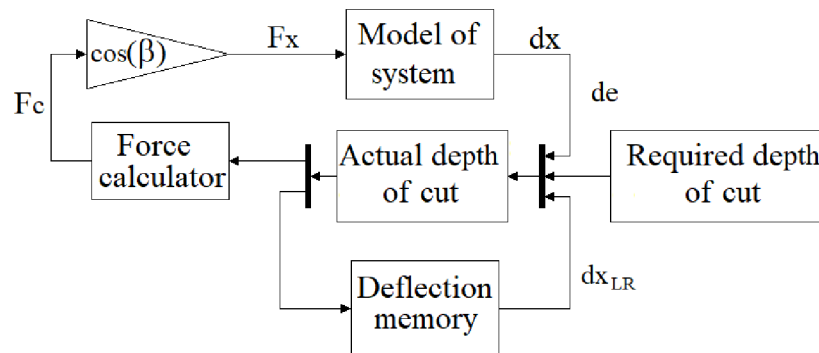 cos(β)
Fx
Model of
system
dx
de
Fc
Force
calculator
Actual depth
of cut
Required depth
of cut
Deflection
memory
dxLR